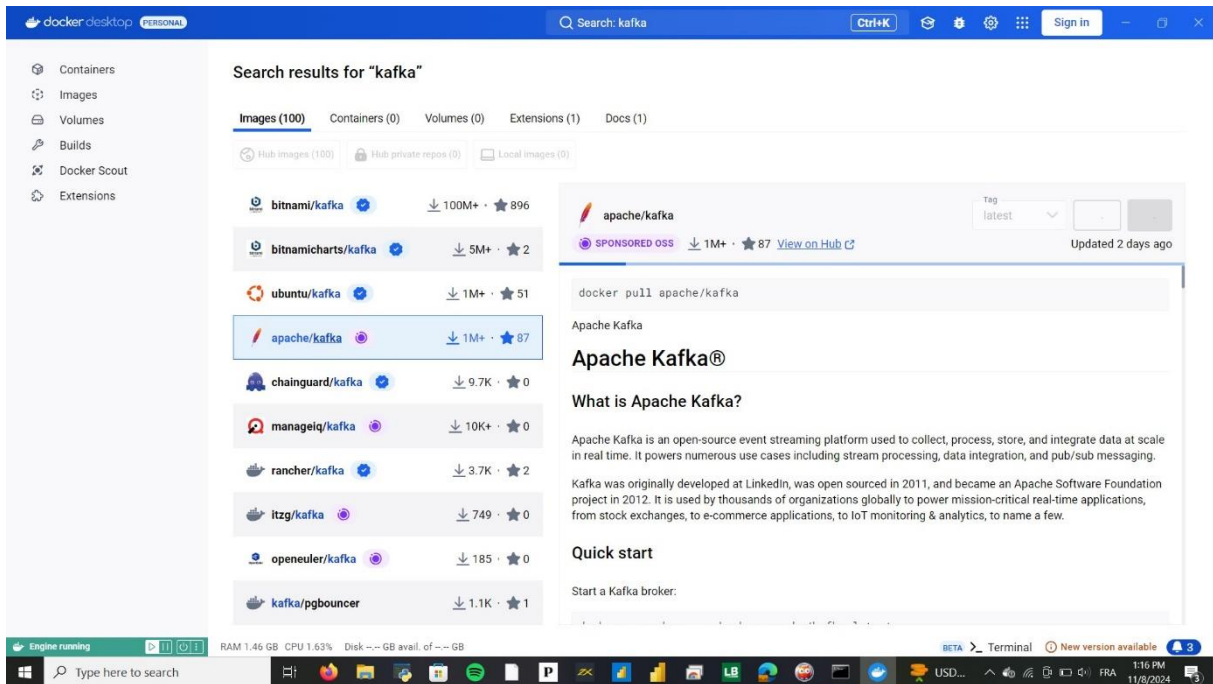 docker desktop PERSONAL
Search: kafka
Ctrl+K
Sign in
Containers
Images
Volumes
Builds
Docker Scout
Extensions
Search results for “kafka”
Images (100) Containers (0) Volumes (0) Extensions (1) Docs (1)
Hub images (100) Hub private repos (0) Local images (0)
bitnami/kafka 100M+ · 896
bitnamicharts/kafka 5M+ · 2
ubuntu/kafka 1M+ · 51
apache/kafka 1M+ · 87
chainguard/kafka 9.7K · 0
manageiq/kafka 10K+ · 0
rancher/kafka 3.7K · 2
itzg/kafka 749 · 0
openeuler/kafka 185 · 0
kafka/pgbouncer 1.1K · 1
apache/kafka
Tag
latest
SPONSORED OSS 1M+ · 87 View on Hub
Updated 2 days ago
docker pull apache/kafka
Apache Kafka
Apache Kafka®
What is Apache Kafka?
Apache Kafka is an open-source event streaming platform used to collect, process, store, and integrate data at scale
in real time. It powers numerous use cases including stream processing, data integration, and pub/sub messaging.
Kafka was originally developed at LinkedIn, was open sourced in 2011, and became an Apache Software Foundation
project in 2012. It is used by thousands of organizations globally to power mission-critical real-time applications,
from stock exchanges, to e-commerce applications, to IoT monitoring & analytics, to name a few.
Quick start
Start a Kafka broker:
Engine running
RAM 1.46 GB CPU 1.63% Disk --.-- GB avail. of --.-- GB
BETA >_ Terminal New version available 3
Type here to search
P
LB
USD...
FRA
1:16 PM
11/8/2024
3